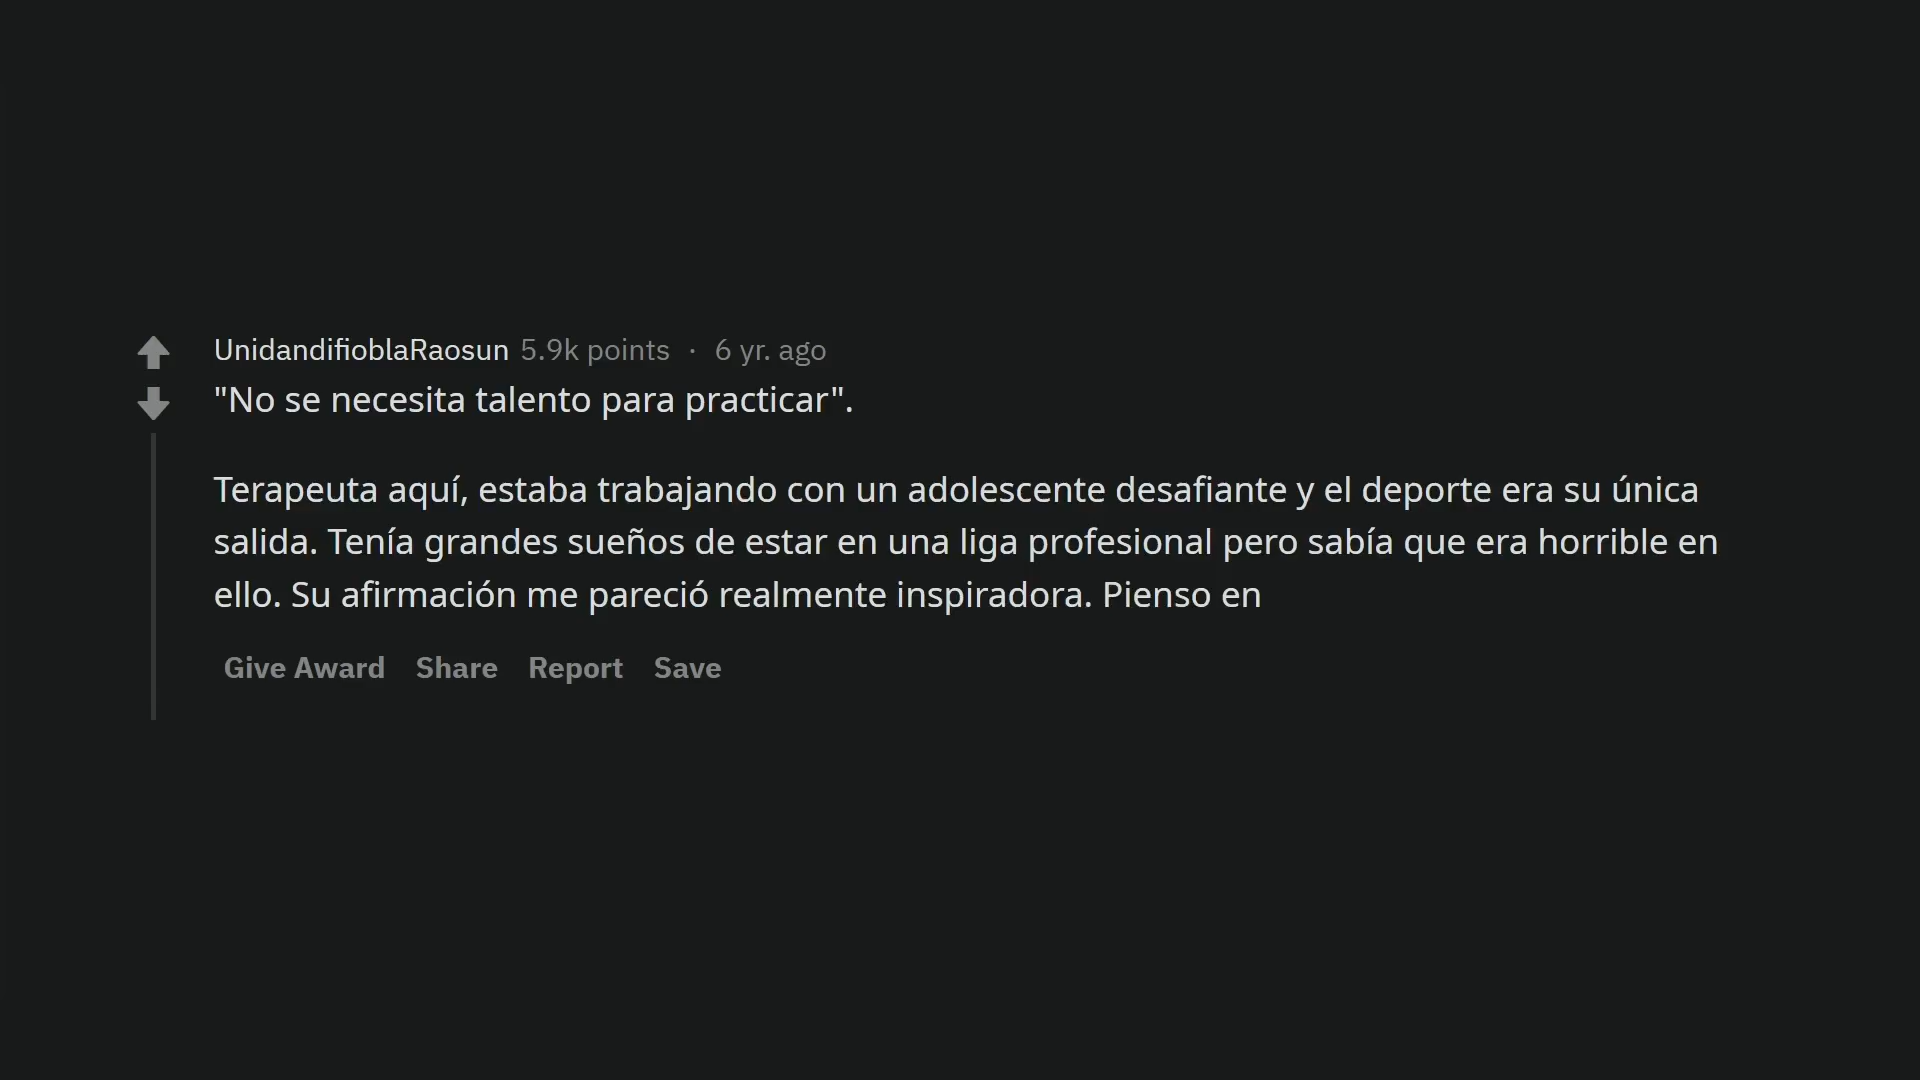 UnidandifioblaRaosun 5.9k points · 6 yr. ago
"No se necesita talento para practicar".
Terapeuta aquí, estaba trabajando con un adolescente desafiante y el deporte era su única
salida. Tenía grandes sueños de estar en una liga profesional pero sabía que era horrible en
ello. Su afirmación me pareció realmente inspiradora. Pienso en
Give Award Share Report Save